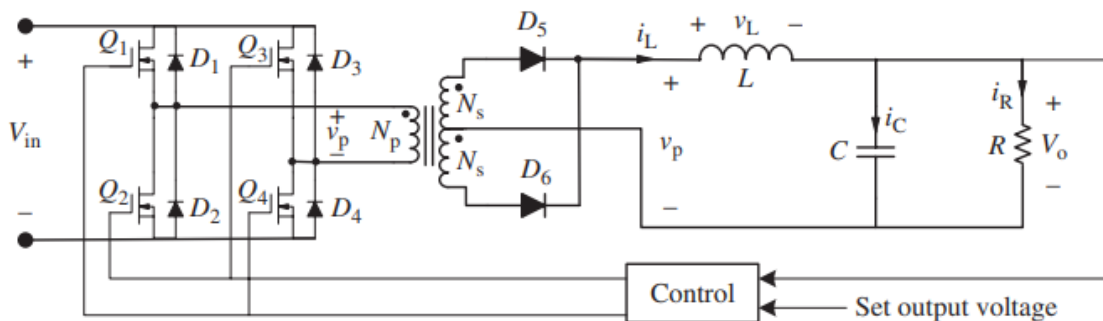 Q1
D1
Q3
D3
D5
iL
+ vL −
L
+
Vin
−
+
vp
−
Np
Ns
Ns
+
vp
−
iC
C
iR
R
+
Vo
−
D6
Q2
D2
Q4
D4
Control
Set output voltage